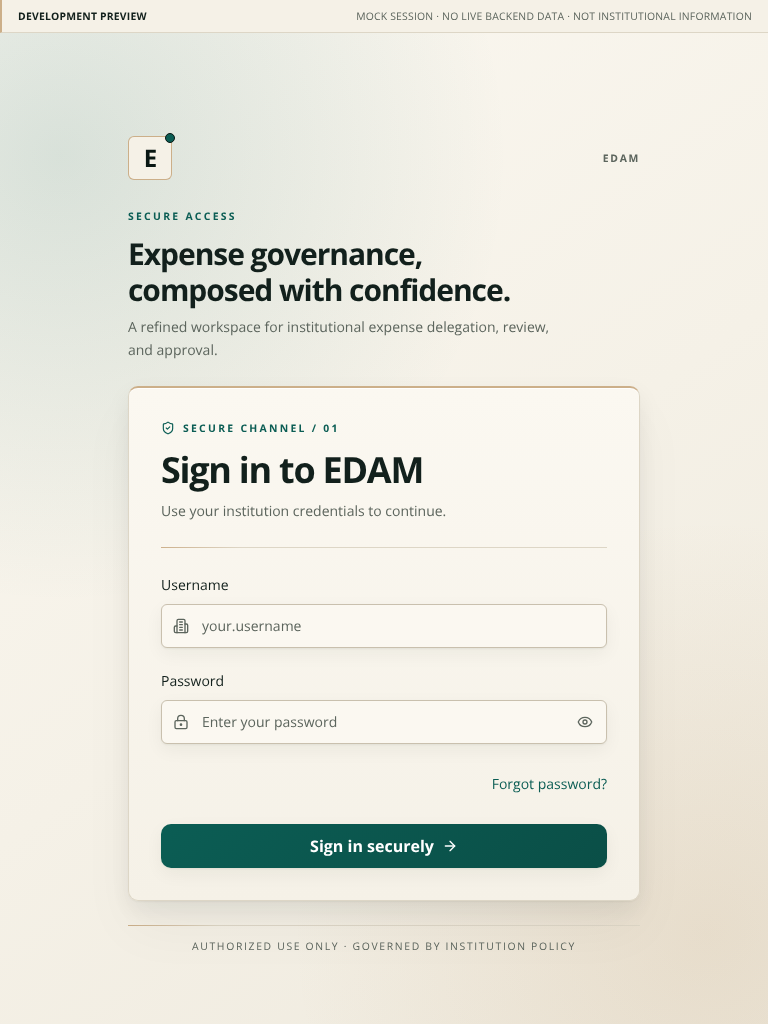 DEVELOPMENT PREVIEW
MOCK SESSION · NO LIVE BACKEND DATA · NOT INSTITUTIONAL INFORMATION
E
EDAM
SECURE ACCESS
Expense governance,
composed with confidence.
A refined workspace for institutional expense delegation, review,
and approval.
SECURE CHANNEL / 01
Sign in to EDAM
Use your institution credentials to continue.
Username
your.username
Password
Enter your password
Forgot password?
Sign in securely →
AUTHORIZED USE ONLY · GOVERNED BY INSTITUTION POLICY